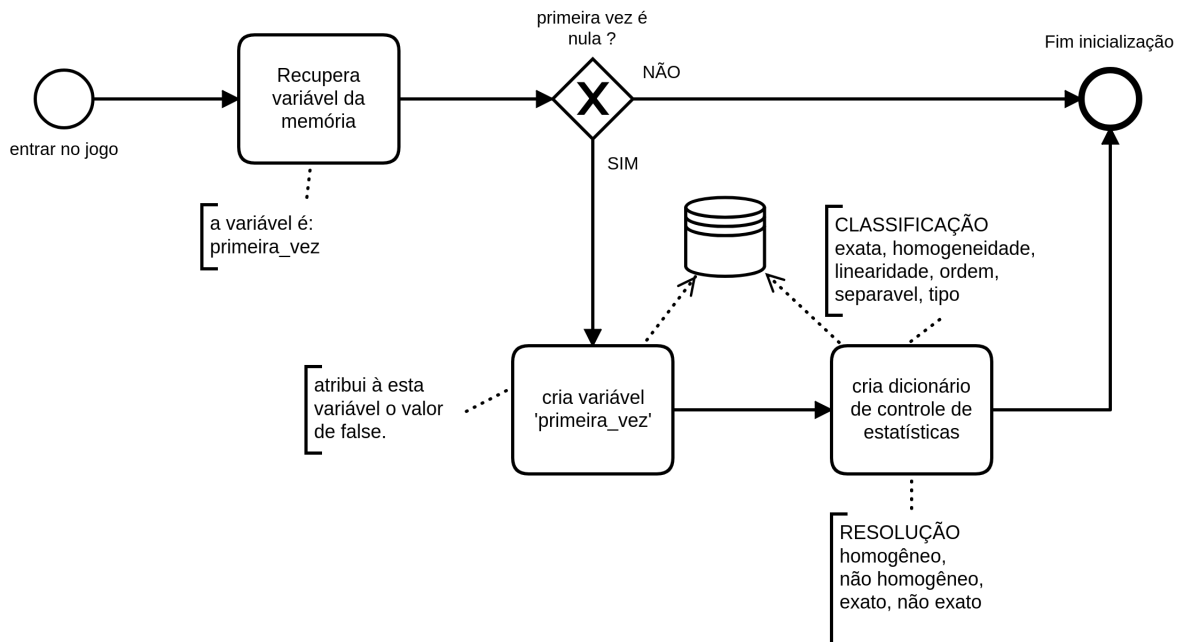 primeira vez é
nula ?
Fim inicialização
NÃO
Recupera
variável da
memória
entrar no jogo
SIM
a variável é:
primeira_vez
CLASSIFICAÇÃO
exata, homogeneidade,
linearidade, ordem,
separavel, tipo
atribui à esta
variável o valor
de false.
cria variável
'primeira_vez'
cria dicionário
de controle de
estatísticas
RESOLUÇÃO
homogêneo,
não homogêneo,
exato, não exato